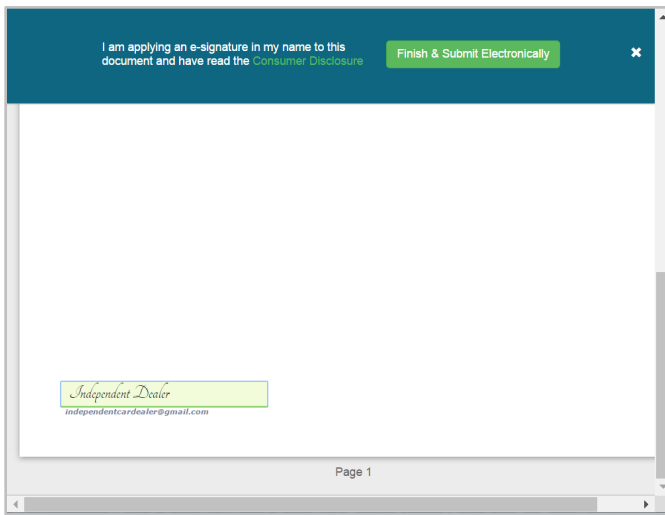 I am applying an e-signature in my name to this
document and have read the Consumer Disclosure
Finish & Submit Electronically
Independent Dealer
independentcardealer@gmail.com
Page 1